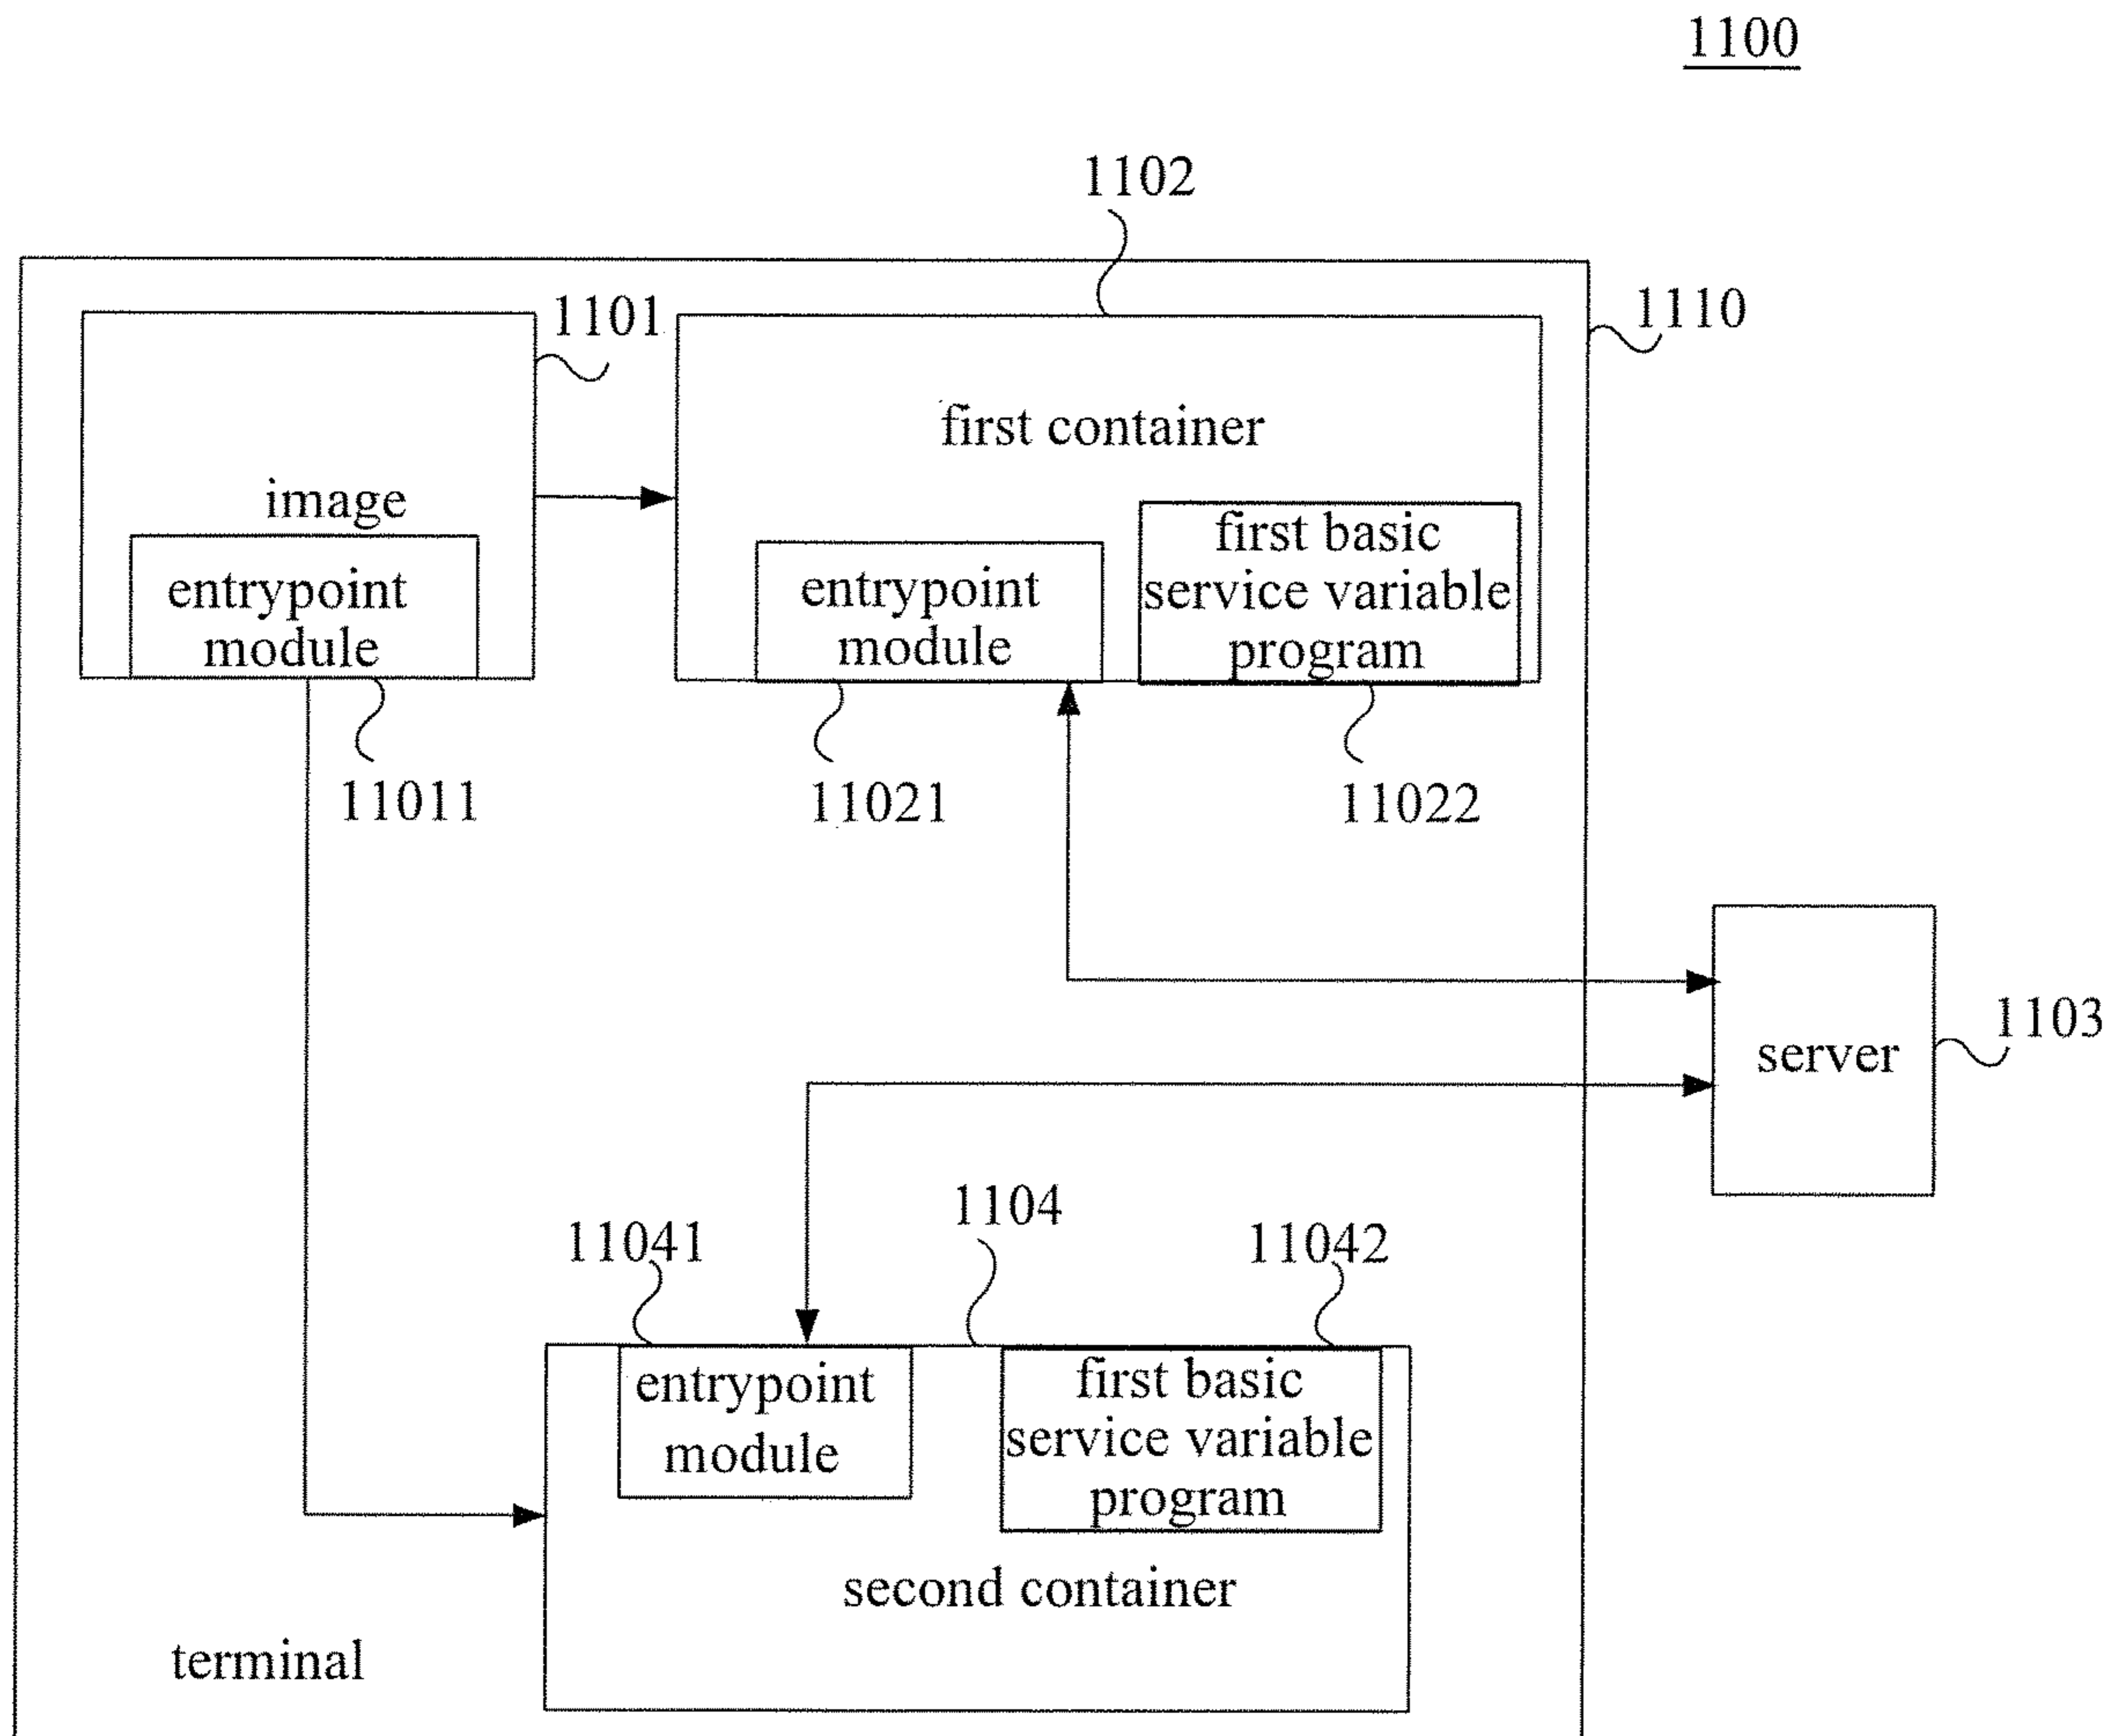 1100
1102
1101
1110
first container
image
entrypoint
module
entrypoint
module
first basic
service variable
program
11011
11021
11022
server
1103
11041
1104
11042
entrypoint
module
first basic
service variable
program
second container
terminal